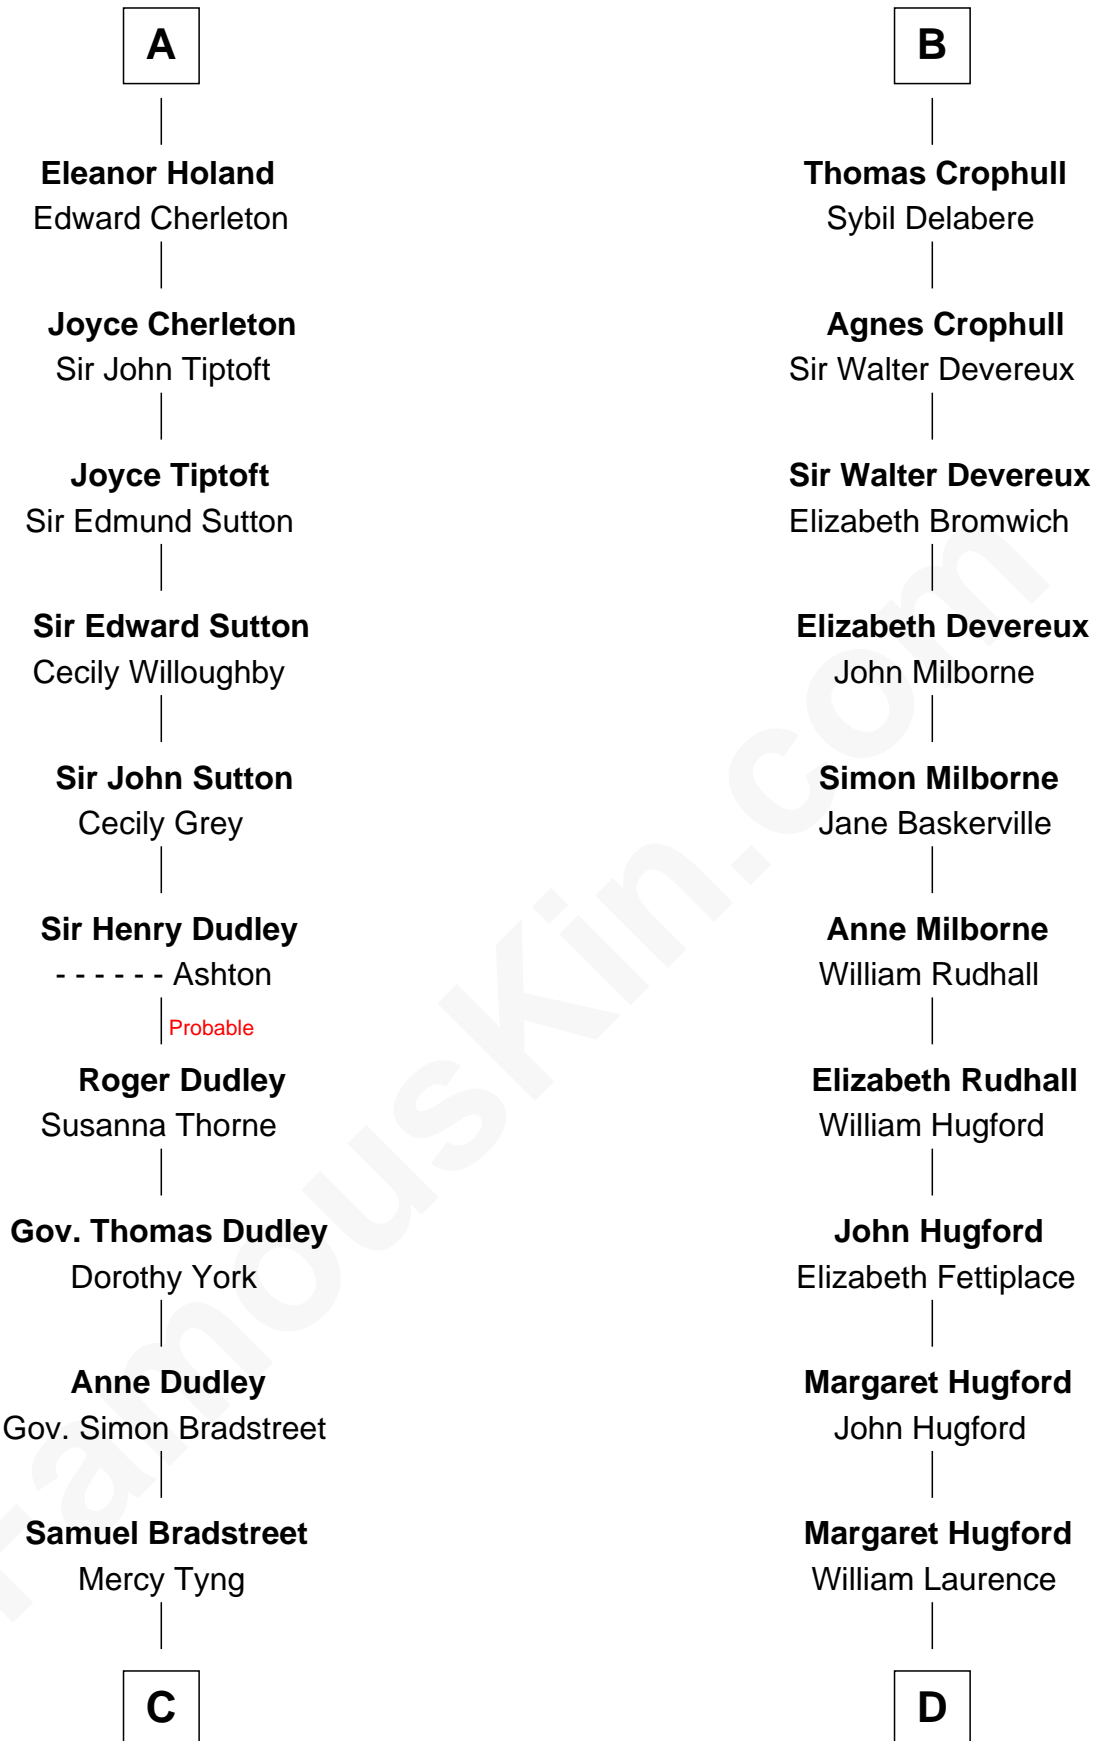 A
Eleanor Holand
Edward Cherleton
Joyce Cherleton
Sir John Tiptoft
Joyce Tiptoft
Sir Edmund Sutton
Sir Edward Sutton
Cecily Willoughby
Sir John Sutton
Cecily Grey
Sir Henry Dudley
- - - - - - Ashton
Probable
Roger Dudley
Susanna Thorne
Gov. Thomas Dudley
Dorothy York
Anne Dudley
Gov. Simon Bradstreet
Samuel Bradstreet
Mercy Tyng
C
B
Thomas Crophull
Sybil Delabere
Agnes Crophull
Sir Walter Devereux
Sir Walter Devereux
Elizabeth Bromwich
Elizabeth Devereux
John Milborne
Simon Milborne
Jane Baskerville
Anne Milborne
William Rudhall
Elizabeth Rudhall
William Hugford
John Hugford
Elizabeth Fettiplace
Margaret Hugford
John Hugford
Margaret Hugford
William Laurence
D
FamousKin.com